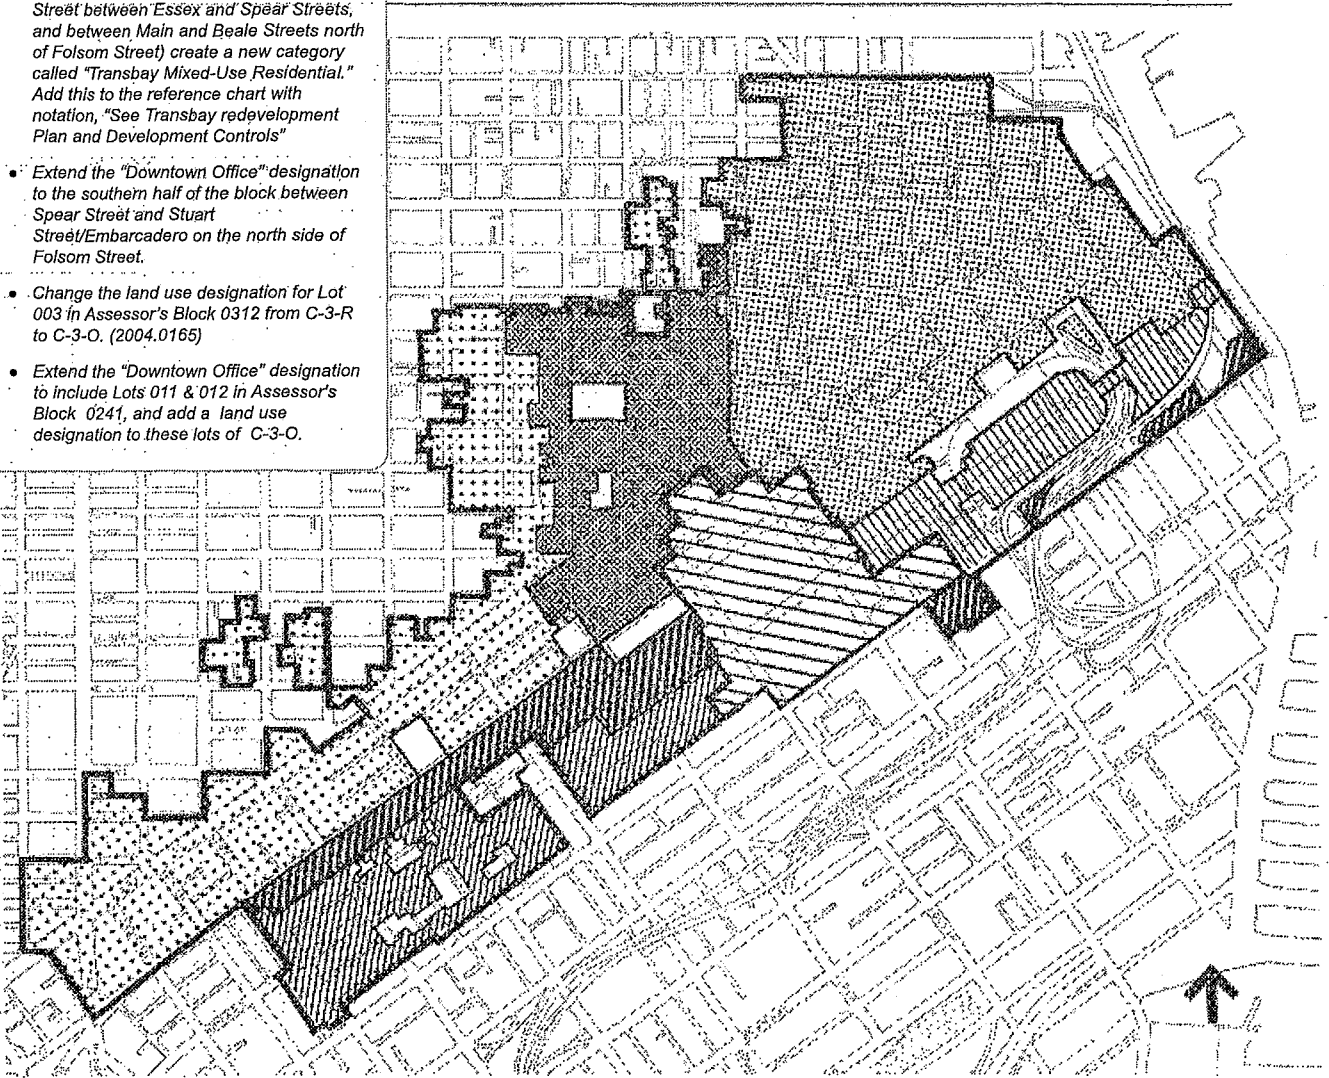 Street between Essex and Spear Streets,
and between Main and Beale Streets north
of Folsom Street) create a new category
called "Transbay Mixed-Use Residential."
Add this to the reference chart with
notation, "See Transbay redevelopment
Plan and Development Controls"
• Extend the "Downtown Office" designation
to the southern half of the block between
Spear Street and Stuart
Street/Embarcadero on the north side of
Folsom Street.
• Change the land use designation for Lot
003 in Assessor's Block 0312 from C-3-R
to C-3-O. (2004.0165)
• Extend the "Downtown Office" designation
to include Lots 011 & 012 in Assessor's
Block 0241, and add a land use
designation to these lots of C-3-O.